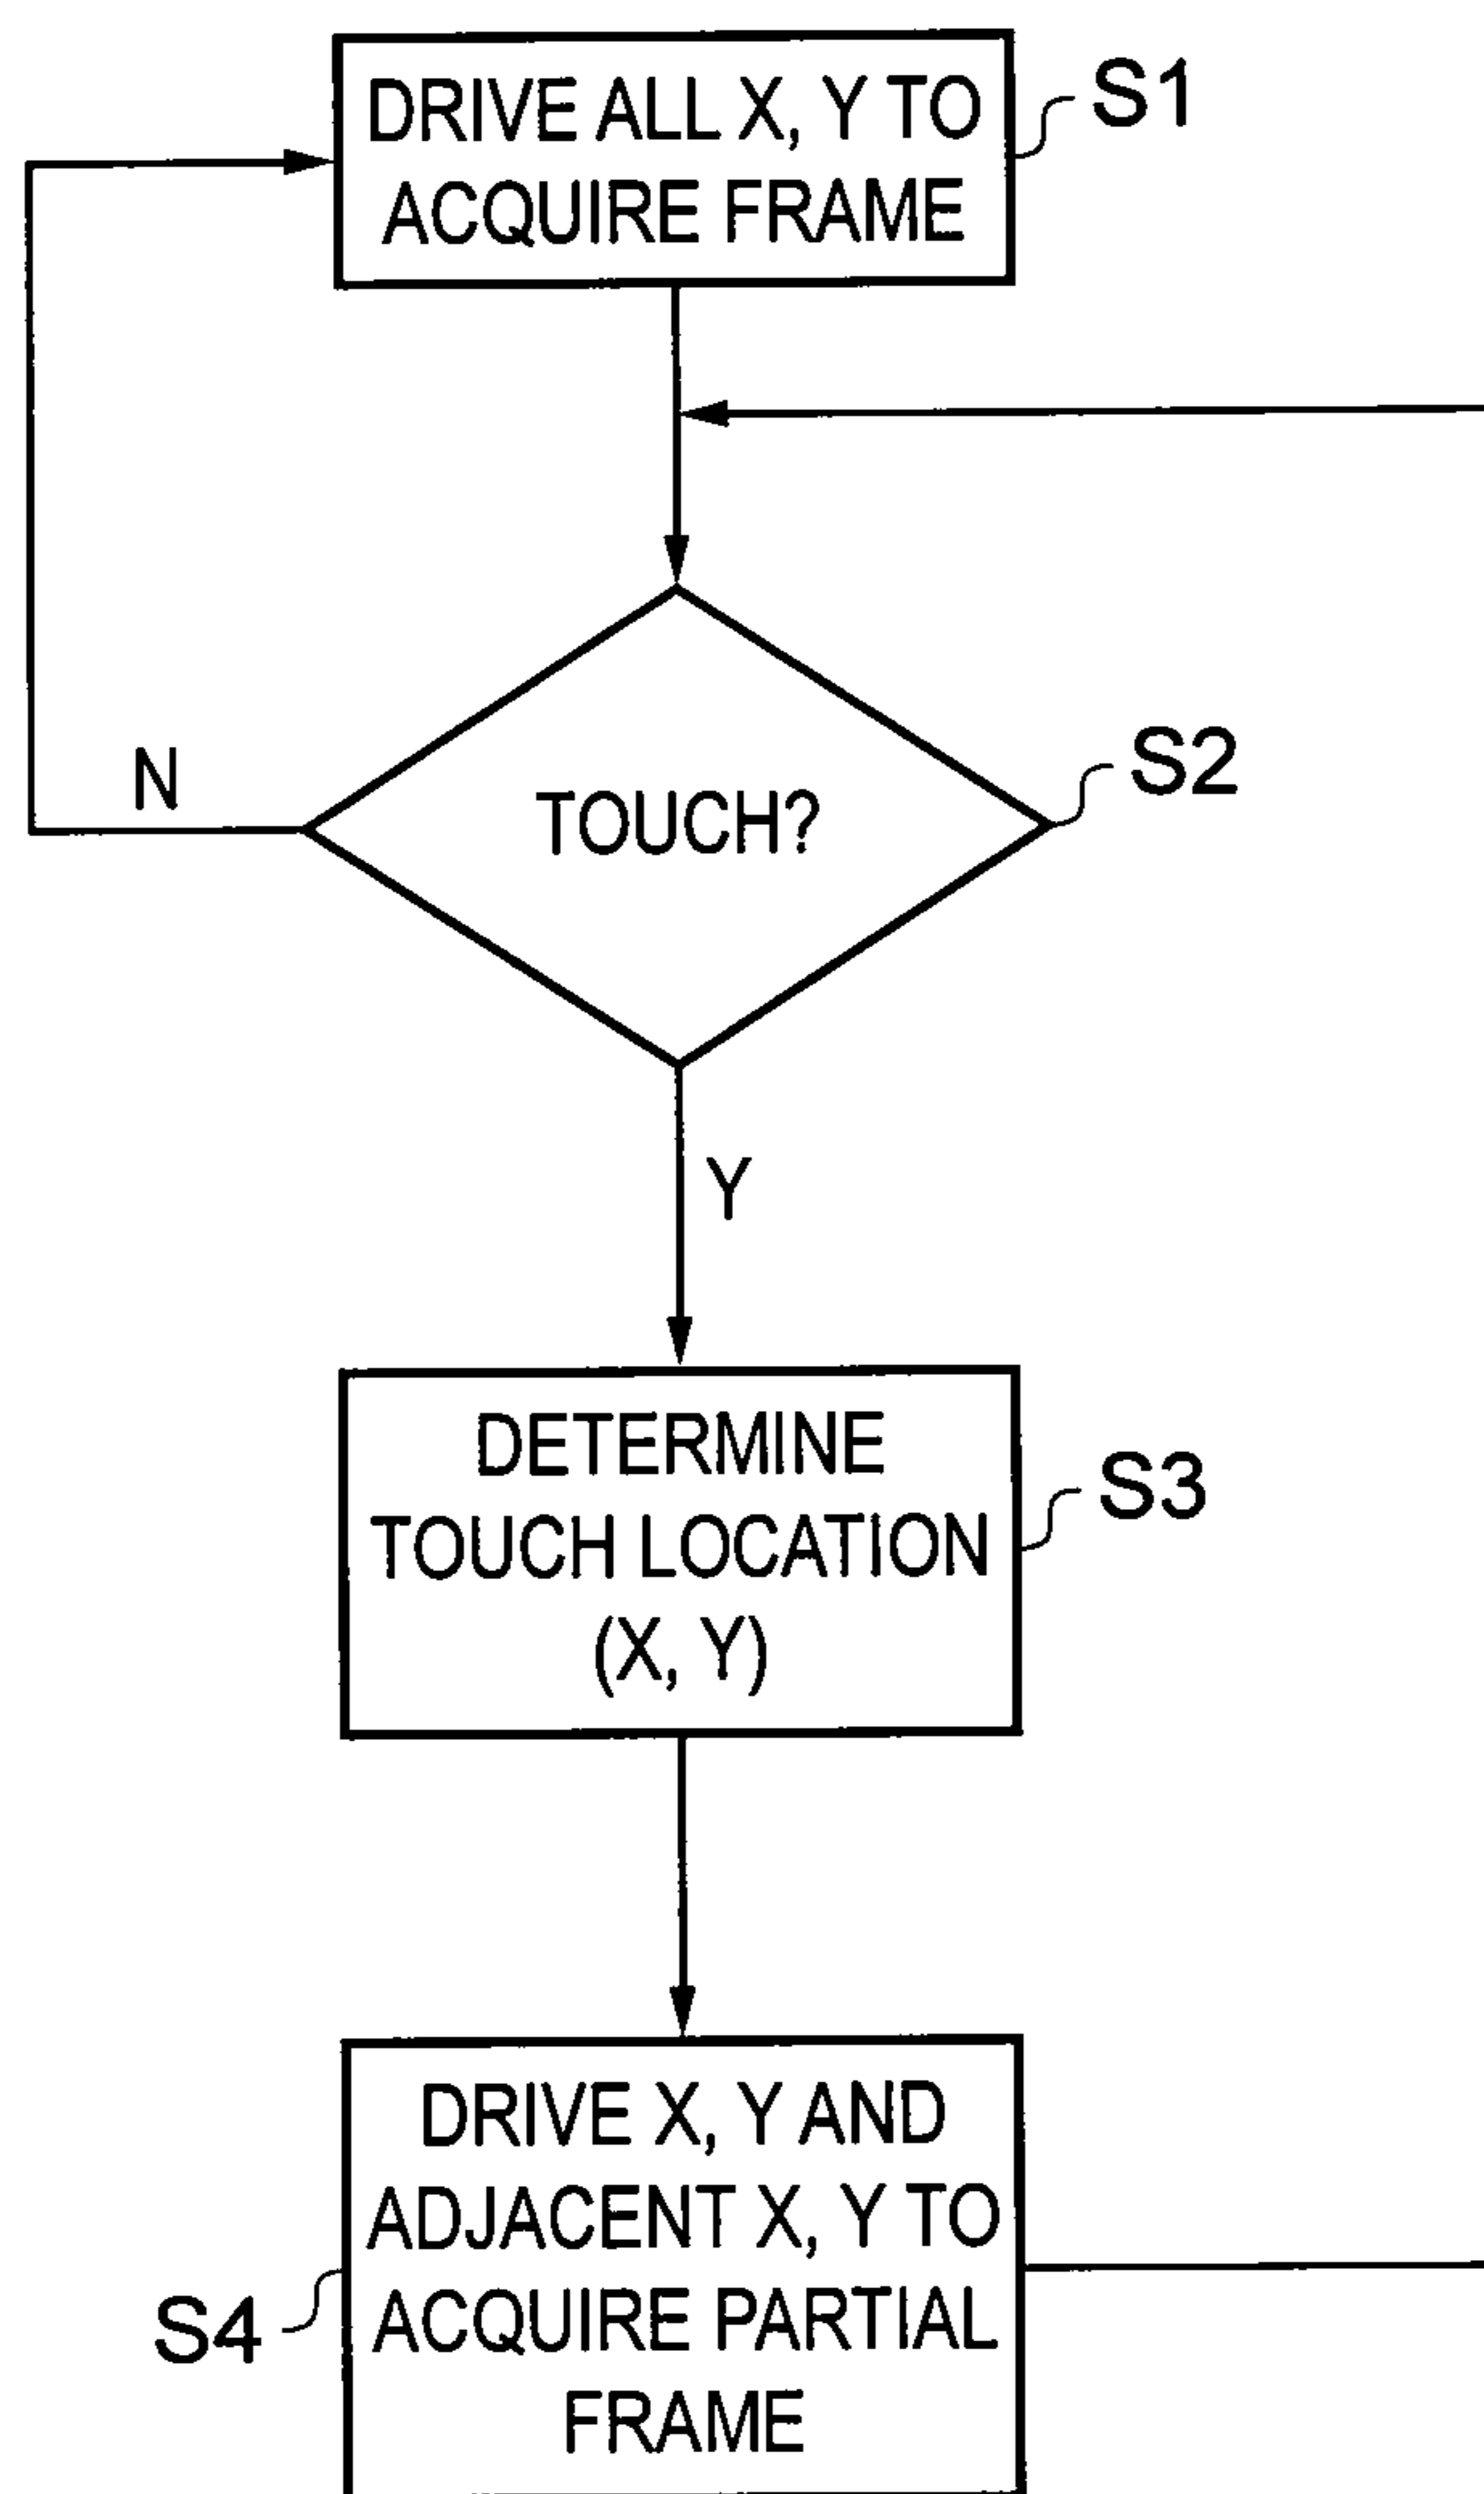 DRIVE ALL X, Y TO
ACQUIRE FRAME
S1
N
TOUCH?
S2
Y
DETERMINE
TOUCH LOCATION
(X, Y)
S3
DRIVE X, Y AND
ADJACENT X, Y TO
ACQUIRE PARTIAL
FRAME
S4